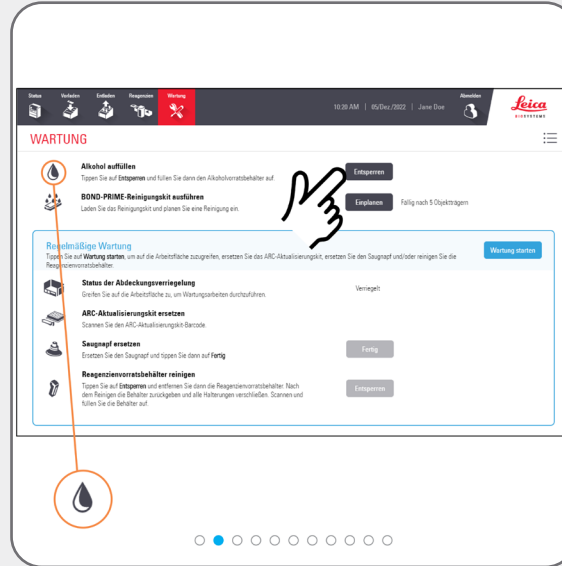 Status Vorladen Entladen Reagenzien Wartung
10:20 AM | 05/Dez/2022 | Jane Doe
Abmelden
Leica
BIOSYSTEMS
WARTUNG
Alkohol auffüllen
Tippen Sie auf Entsperren und füllen Sie dann den Alkoholvorratsbehälter auf.
Entsperren
BOND-PRIME-Reinigungskit ausführen
Laden Sie das Reinigungskit und planen Sie eine Reinigung ein.
Einplanen
Fällig nach 5 Objektträgern
Regelmäßige Wartung
Tippen Sie auf Wartung starten, um auf die Arbeitsfläche zuzugreifen, ersetzen Sie das ARC-Aktualisierungskit, ersetzen Sie den Saugnapf und/oder reinigen Sie die
Reagenzienvorratsbehälter.
Wartung starten
Status der Abdeckungsverriegelung
Greifen Sie auf die Arbeitsfläche zu, um Wartungsarbeiten durchzuführen.
Verriegelt
ARC-Aktualisierungskit ersetzen
Scannen Sie den ARC-Aktualisierungskit-Barcode.
Saugnapf ersetzen
Ersetzen Sie den Saugnapf und tippen Sie dann auf Fertig
Fertig
Reagenzienvorratsbehälter reinigen
Tippen Sie auf Entsperren und entfernen Sie dann die Reagenzienvorratsbehälter. Nach
dem Reinigen die Behälter zurückgeben und alle Halterungen verschließen. Scannen und
füllen Sie die Behälter auf.
Entsperren